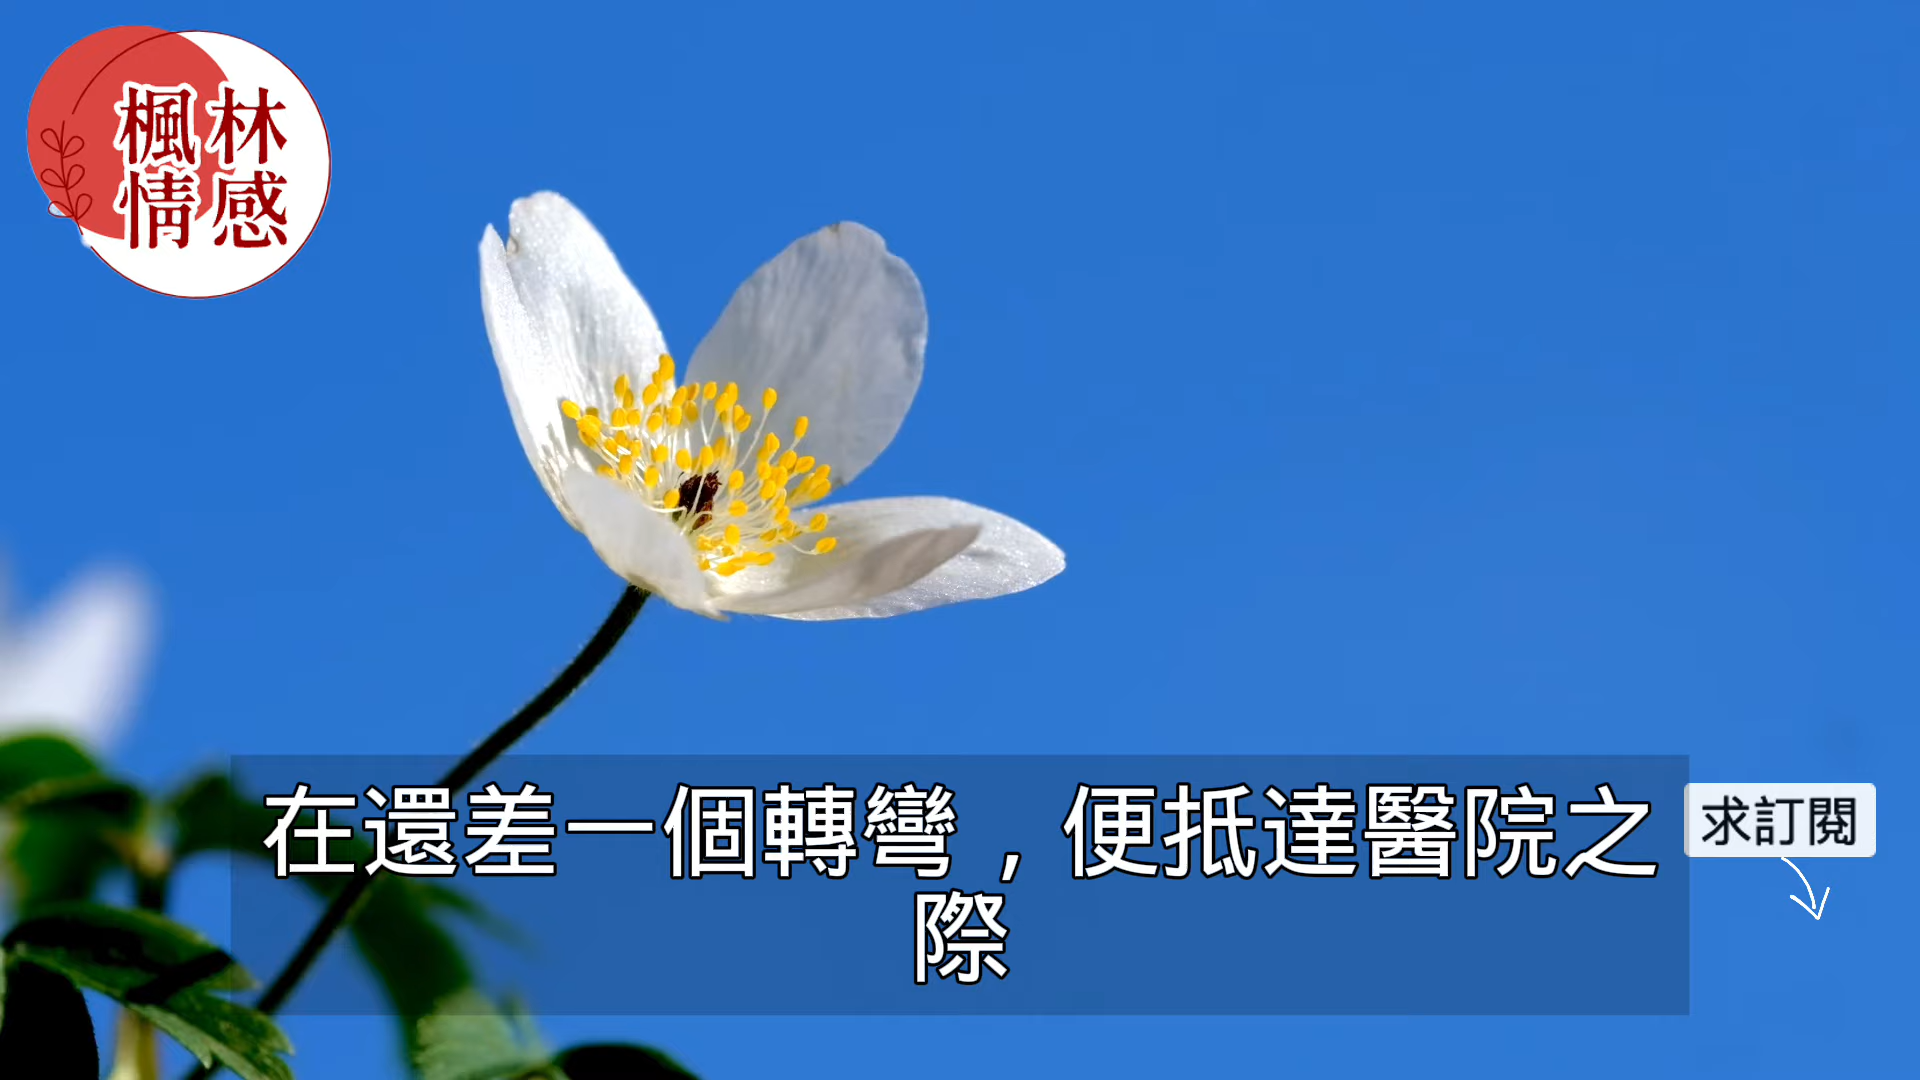 楓林
情感
在還差一個轉彎，便抵達醫院之
際
求訂閱